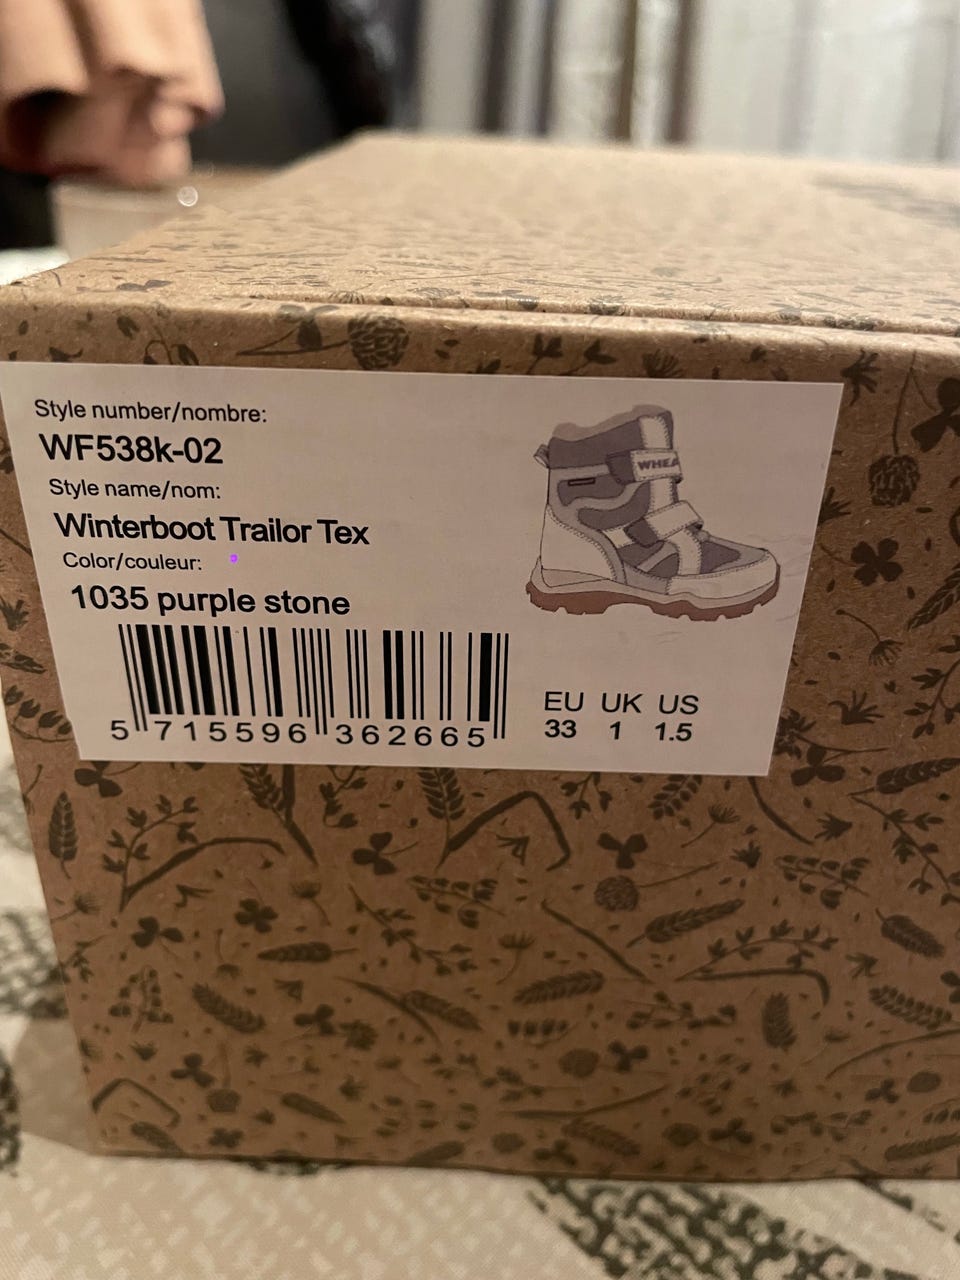 Style number/nombre:
WF538k-02
Style name/nom:
Winterboot Trailor Tex
Color/couleur:
1035 purple stone
5 715596 362665
WHEA
EU UK US
33 1 1.5